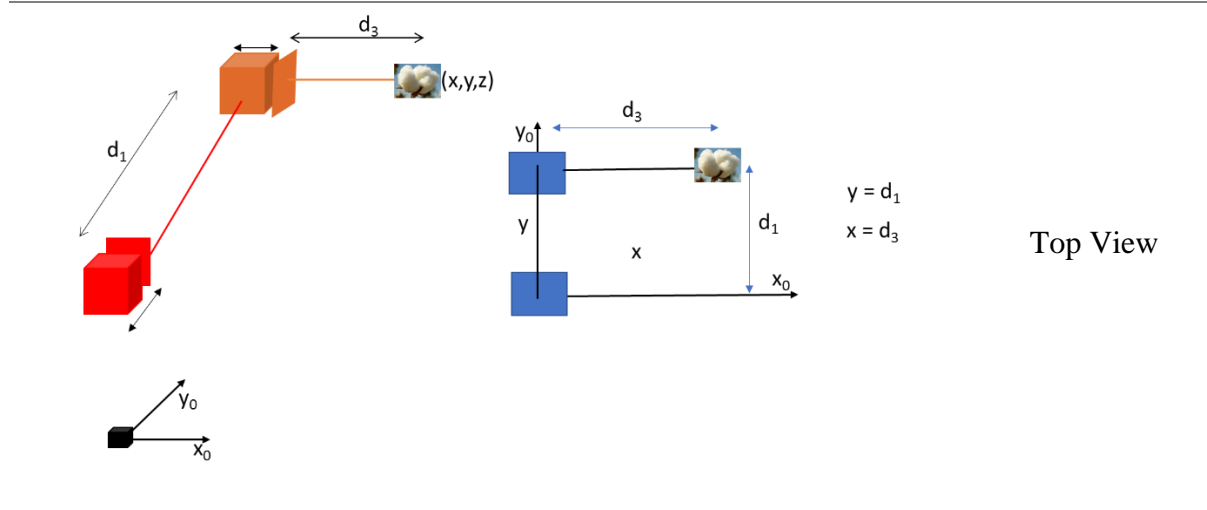 d₃
(x,y,z)
d₁
y₀
x₀
d₃
y₀
y
x
d₁
x₀
y = d₁
x = d₃
Top View